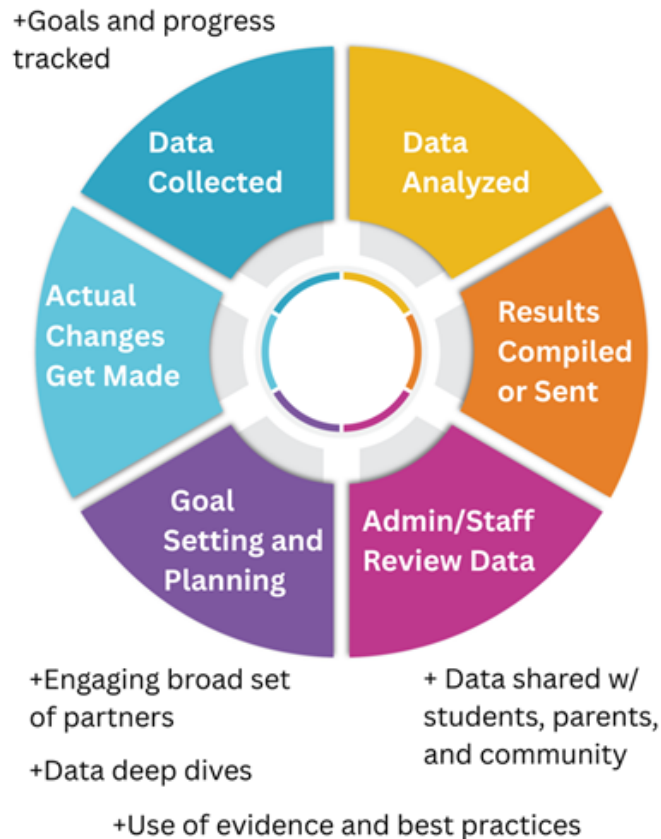 +Goals and progress
tracked
Data
Collected
Data
Analyzed
Actual
Changes
Get Made
Results
Compiled
or Sent
Goal
Setting and
Planning
Admin/Staff
Review Data
+Engaging broad set
of partners
+Data deep dives
+ Data shared w/
students, parents,
and community
+Use of evidence and best practices